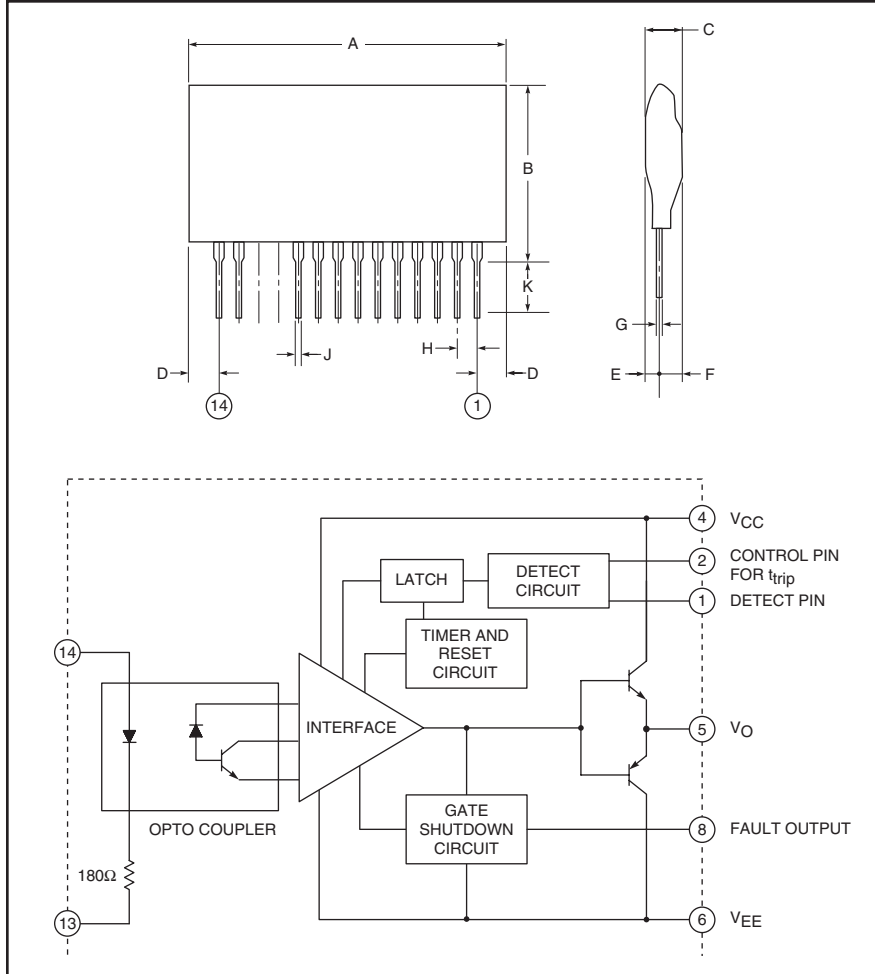 A
C
B
K
G
J
H
D
D
E
F
14
1
4
VCC
2
CONTROL PIN
FOR ttrip
1
DETECT PIN
LATCH
DETECT
CIRCUIT
TIMER AND
RESET
CIRCUIT
14
INTERFACE
5
VO
GATE
SHUTDOWN
CIRCUIT
8
FAULT OUTPUT
OPTO COUPLER
180Ω
13
6
VEE